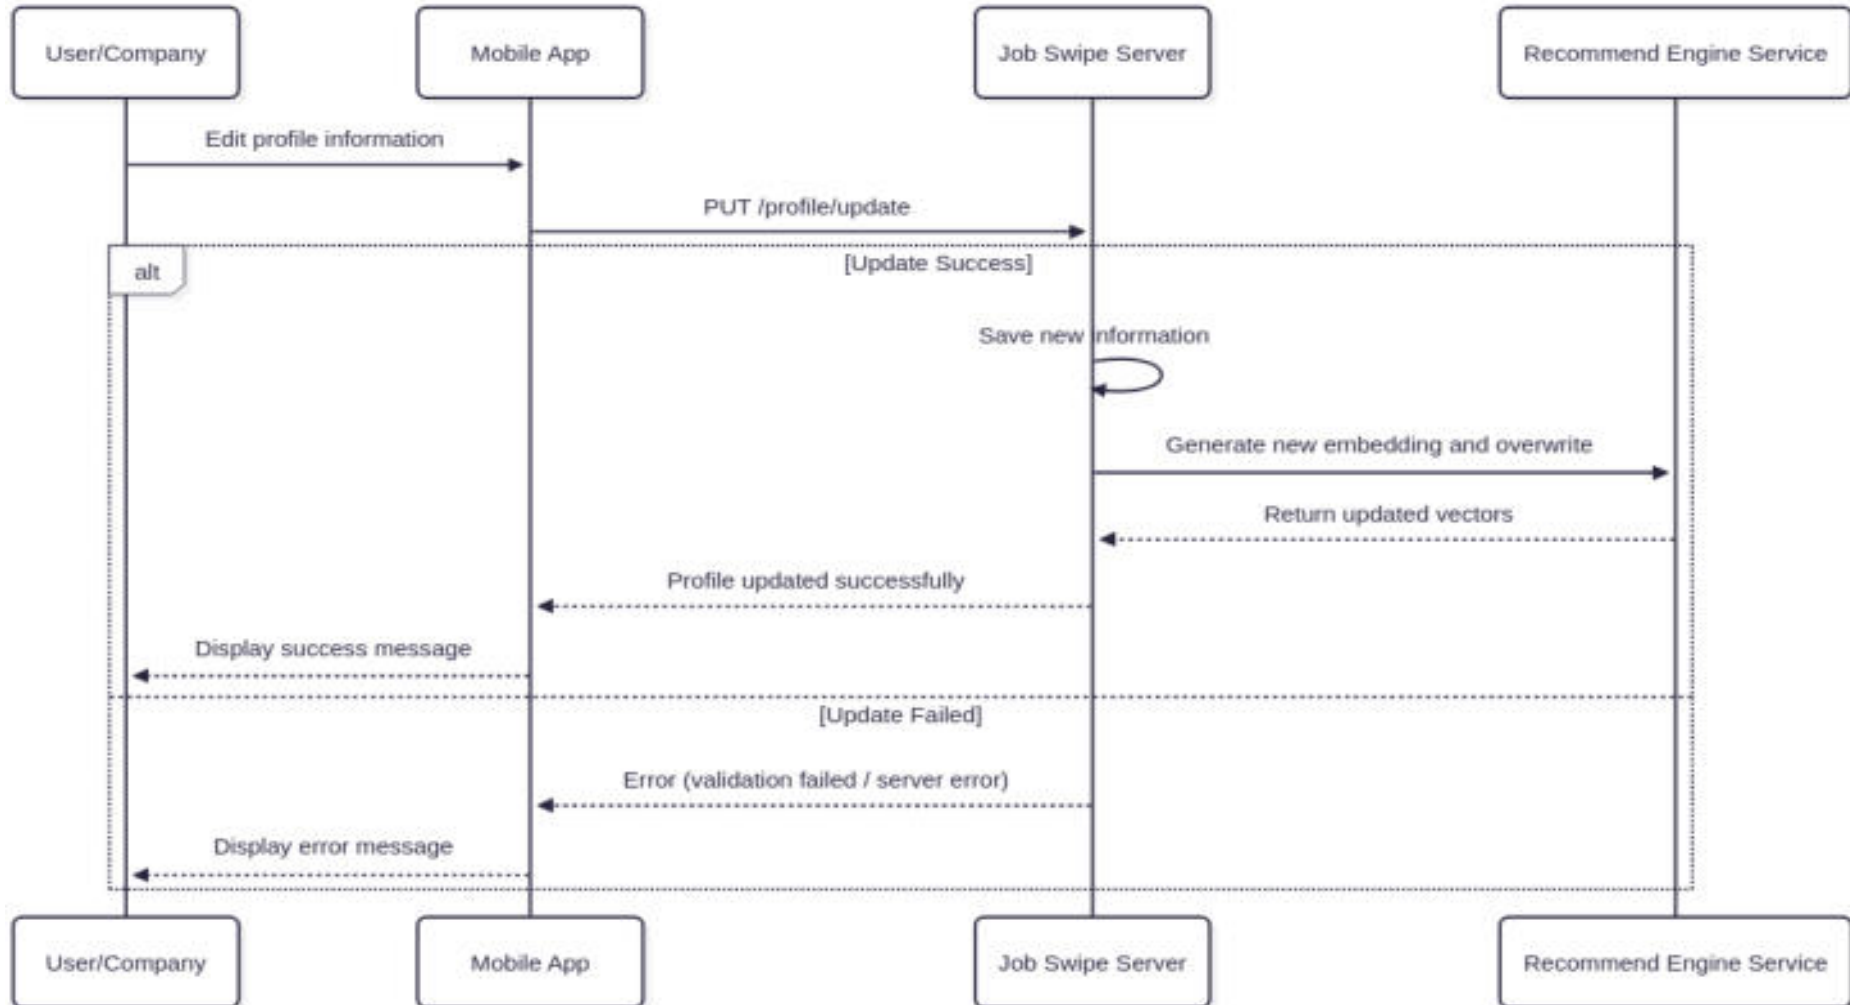 User/Company
Mobile App
Job Swipe Server
Recommend Engine Service
Edit profile information
PUT /profile/update
alt
[Update Success]
Save new information
Generate new embedding and overwrite
Return updated vectors
Profile updated successfully
Display success message
[Update Failed]
Error (validation failed / server error)
Display error message
User/Company
Mobile App
Job Swipe Server
Recommend Engine Service